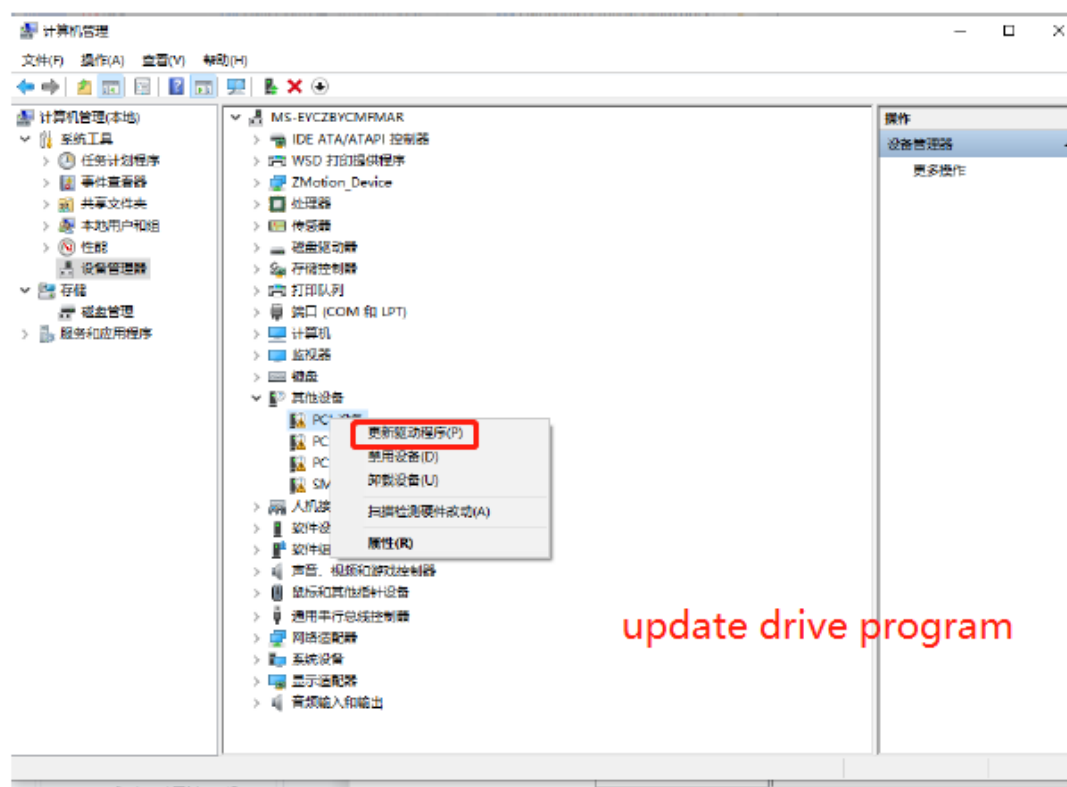 计算机管理
文件(F) 操作(A) 查看(V) 帮助(H)
计算机管理(本地)
系统工具
任务计划程序
事件查看器
共享文件夹
本地用户和组
性能
设备管理器
存储
磁盘管理
服务和应用程序
MS-EYCZBYCMFMAR
IDE ATA/ATAPI 控制器
WSD 打印提供程序
ZMotion_Device
处理器
传感器
磁盘驱动器
存储控制器
打印队列
端口 (COM 和 LPT)
计算机
监视器
键盘
其他设备
PC
PC
SM
人机接
软件设
软件组
声音、视频和游戏控制器
鼠标和其他指针设备
通用串行总线控制器
网络适配器
系统设备
显示适配器
音频输入和输出
更新驱动程序(P)
禁用设备(D)
卸载设备(U)
扫描检测硬件改动(A)
属性(R)
操作
设备管理器
更多操作
update drive program